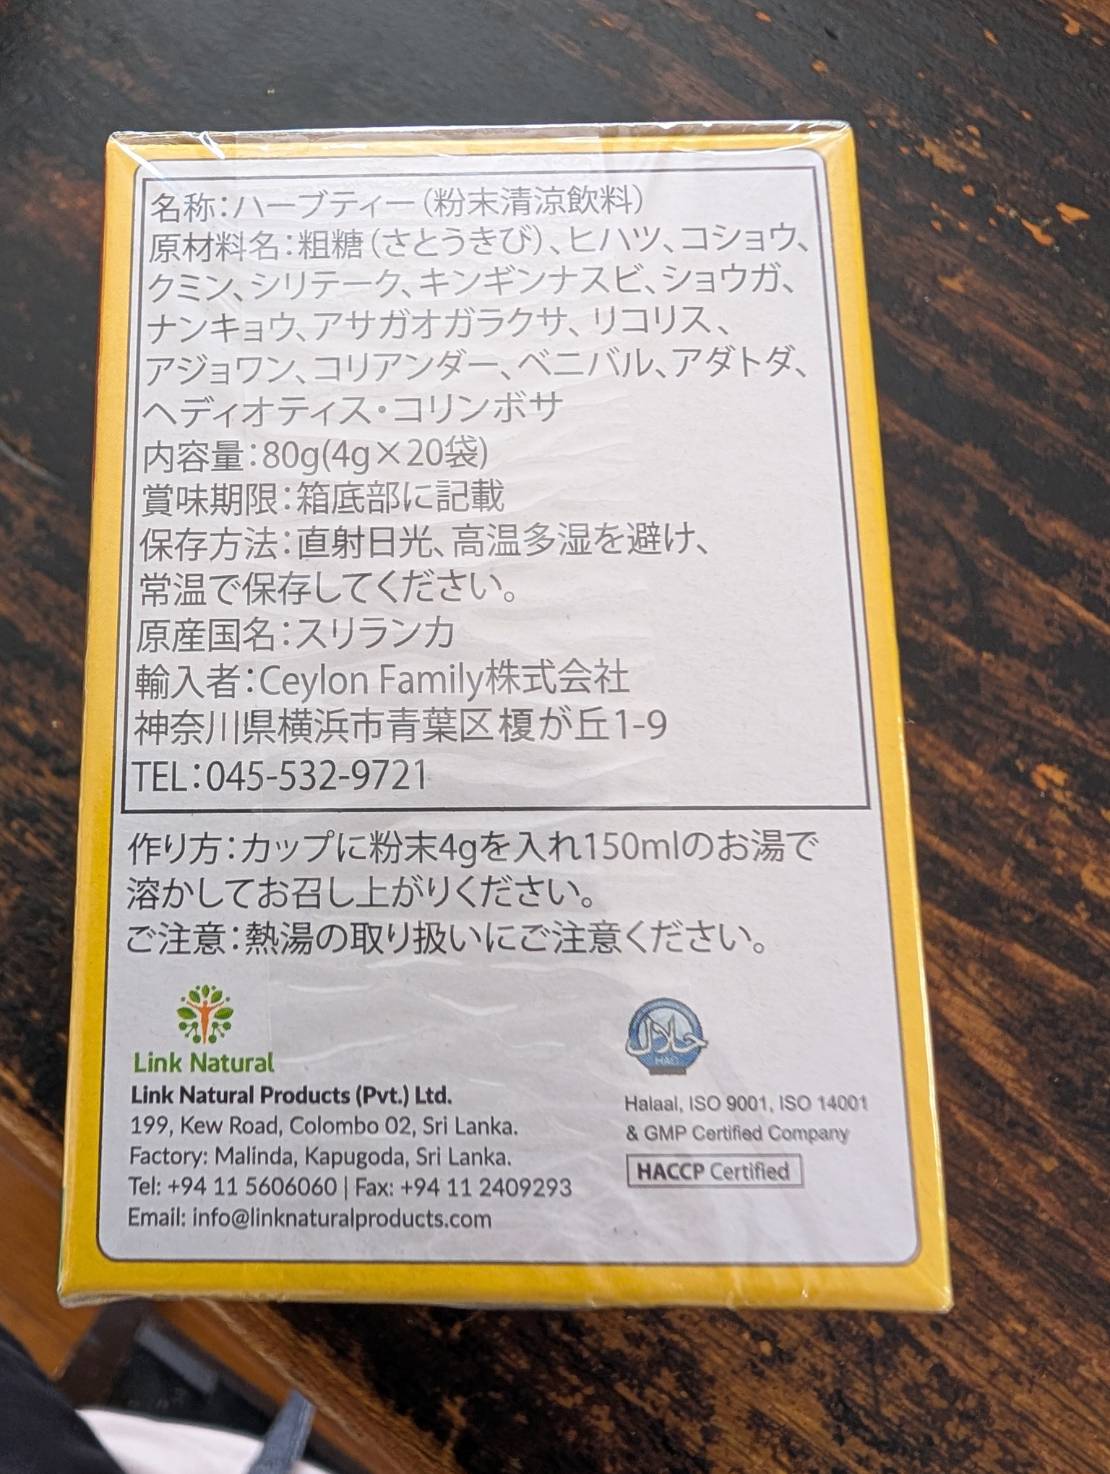 名称：ハーブティー（粉末清涼飲料）
原材料名：粗糖（さとうきび）、ヒハツ、コショウ、
クミン、シリテーク、キンギンナスビ、ショウガ、
ナンキョウ、アサガオガラクサ、リコリス、
アジョワン、コリアンダー、ベニバル、アダトダ、
ヘディオティス・コリンボサ
内容量：80g(4g×20袋)
賞味期限：箱底部に記載
保存方法：直射日光、高温多湿を避け、
常温で保存してください。
原産国名：スリランカ
輸入者：Ceylon Family株式会社
神奈川県横浜市青葉区榎が丘1-9
TEL：045-532-9721
作り方：カップに粉末4gを入れ150mlのお湯で
溶かしてお召し上がりください。
ご注意：熱湯の取り扱いにご注意ください。
Link Natural
Link Natural Products (Pvt.) Ltd.
199, Kew Road, Colombo 02, Sri Lanka.
Factory: Malinda, Kapugoda, Sri Lanka.
Tel: +94 11 5606060 | Fax: +94 11 2409293
Email: info@linknaturalproducts.com
حلال
HAC
Halaal, ISO 9001, ISO 14001
& GMP Certified Company
HACCP Certified